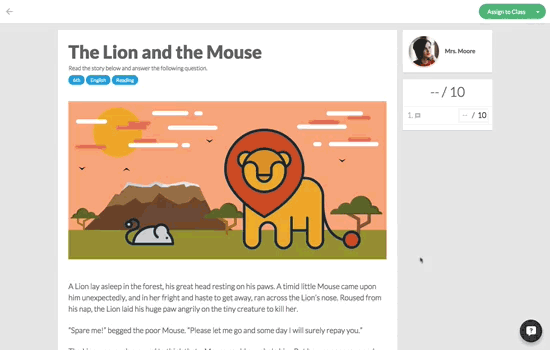 Assign to Class
The Lion and the Mouse
Read the story below and answer the following question.
6th English Reading
Mrs. Moore
-- / 10
1. -- / 10
A Lion lay asleep in the forest, his great head resting on his paws. A timid little Mouse came upon
him unexpectedly, and in her fright and haste to get away, ran across the Lion's nose. Roused from
his nap, the Lion laid his huge paw angrily on the tiny creature to kill her.
"Spare me!" begged the poor Mouse. "Please let me go and some day I will surely repay you."